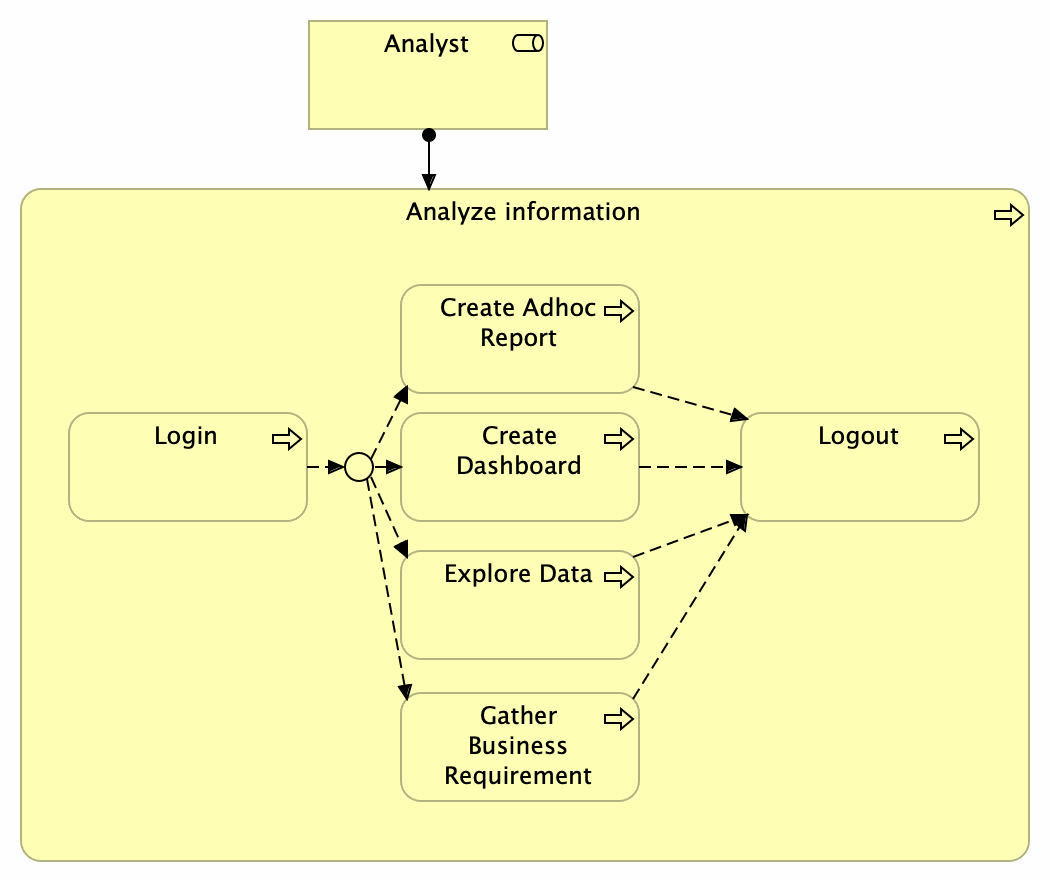 Analyst
Analyze information
Create Adhoc
Report
Login
Create
Dashboard
Logout
Explore Data
Gather
Business
Requirement